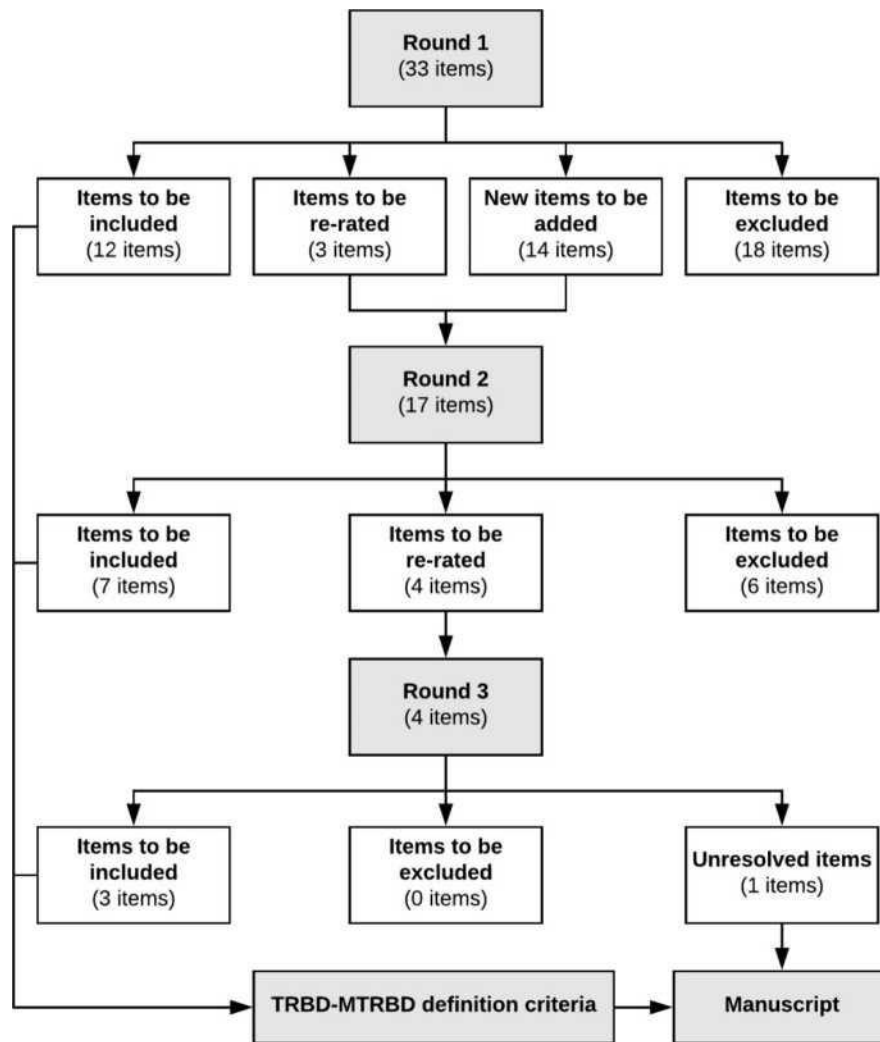 Round 1
(33 items)
Items to be
included
(12 items)
Items to be
re-rated
(3 items)
New items to be
added
(14 items)
Items to be
excluded
(18 items)
Round 2
(17 items)
Items to be
included
(7 items)
Items to be
re-rated
(4 items)
Items to be
excluded
(6 items)
Round 3
(4 items)
Items to be
included
(3 items)
Items to be
excluded
(0 items)
Unresolved items
(1 items)
TRBD-MTRBD definition criteria
Manuscript